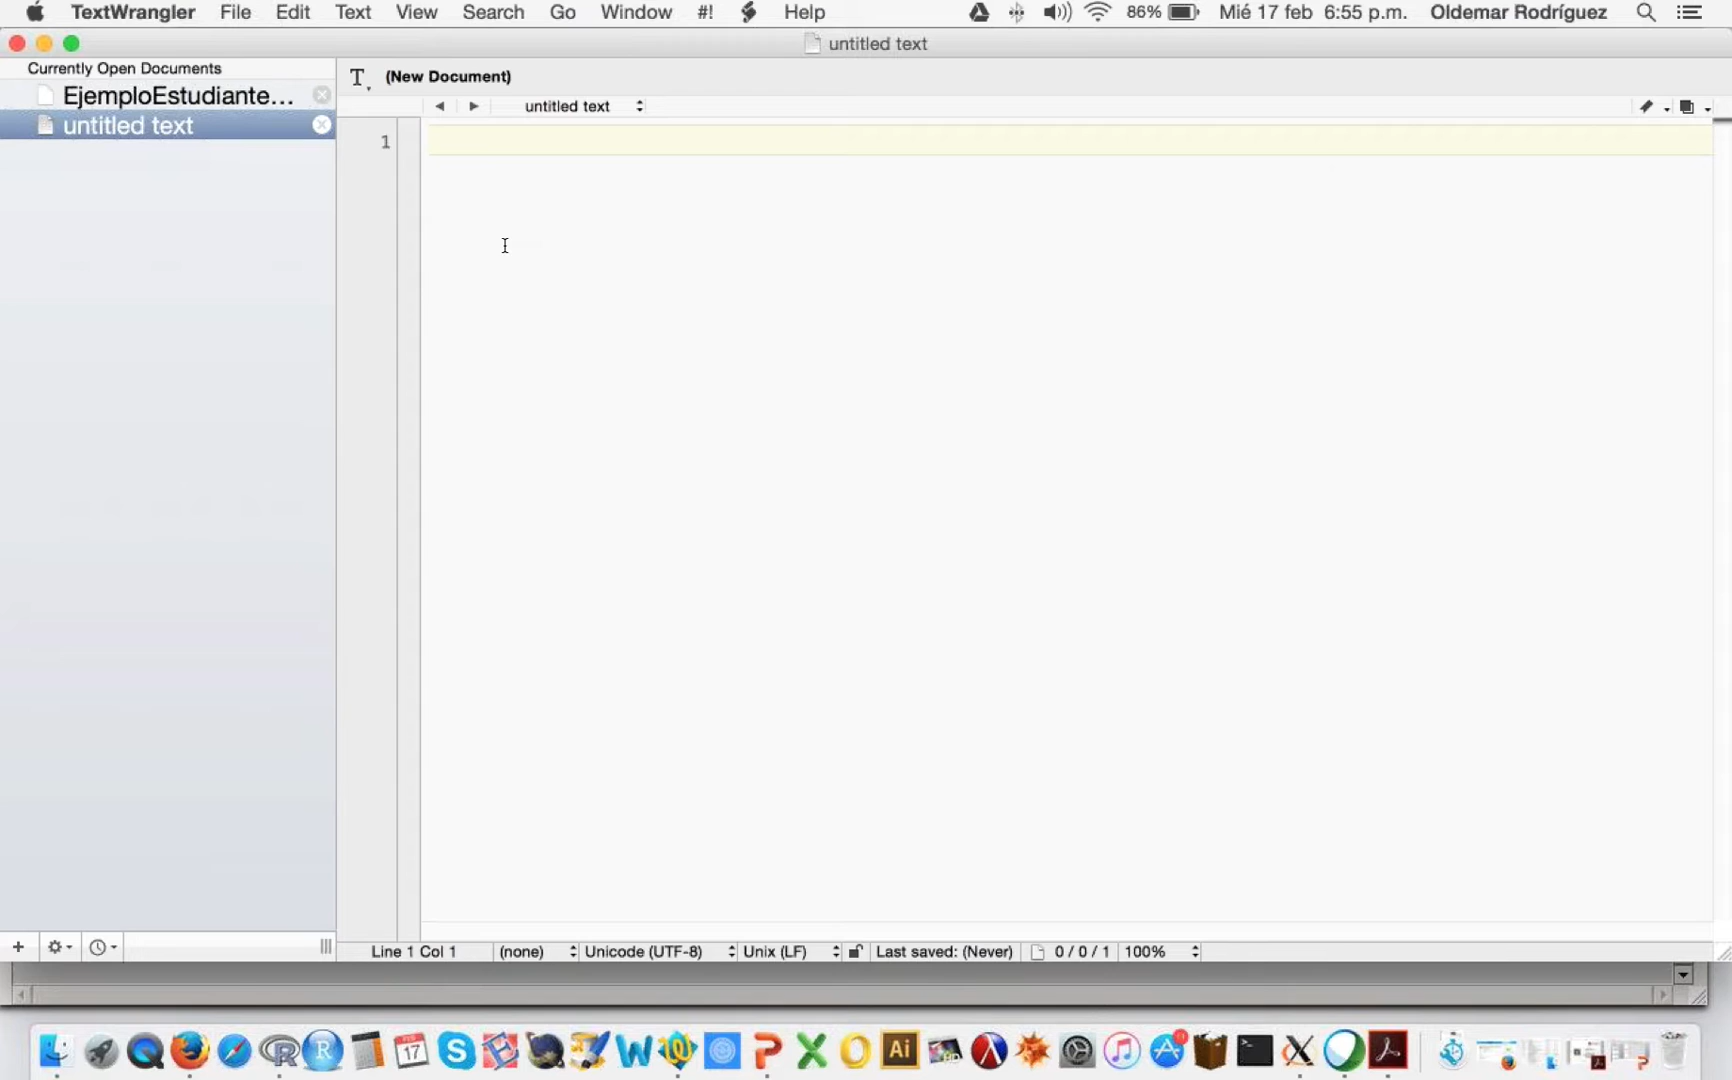 TextWrangler File Edit Text View Search Go Window #! Help 86% Mié 17 feb 6:55 p.m. Oldemar Rodríguez
untitled text
Currently Open Documents
(New Document)
EjemploEstudiante...
untitled text
untitled text
1
Line 1 Col 1 (none) Unicode (UTF-8) Unix (LF) Last saved: (Never) 0 / 0 / 1 100%
FEB
17
Ai